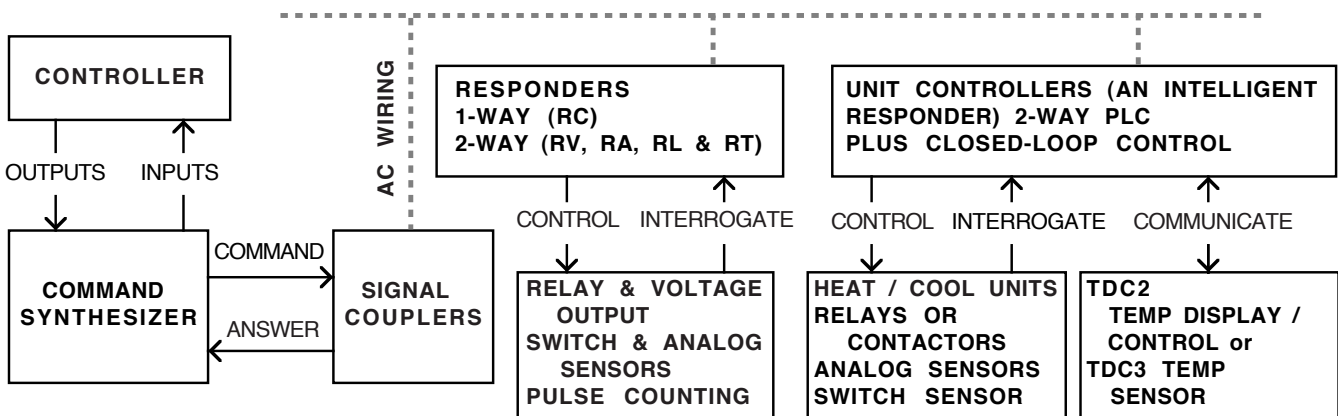 CONTROLLER
OUTPUTS
INPUTS
COMMAND
SYNTHESIZER
COMMAND
ANSWER
SIGNAL
COUPLERS
AC WIRING
RESPONDERS
1-WAY (RC)
2-WAY (RV, RA, RL & RT)
CONTROL
INTERROGATE
RELAY & VOLTAGE
OUTPUT
SWITCH & ANALOG
SENSORS
PULSE COUNTING
UNIT CONTROLLERS (AN INTELLIGENT
RESPONDER) 2-WAY PLC
PLUS CLOSED-LOOP CONTROL
CONTROL
INTERROGATE
COMMUNICATE
HEAT / COOL UNITS
RELAYS OR
CONTACTORS
ANALOG SENSORS
SWITCH SENSOR
TDC2
TEMP DISPLAY /
CONTROL or
TDC3 TEMP
SENSOR